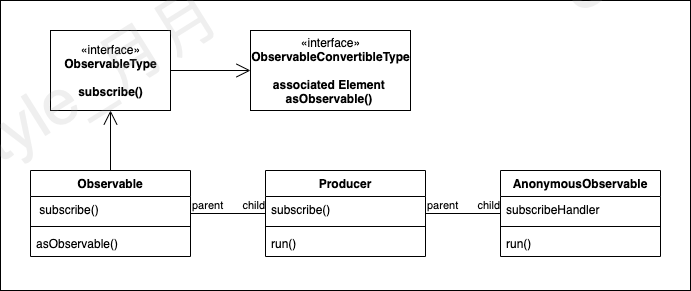 «interface»
ObservableType
subscribe()
«interface»
ObservableConvertibleType
associated Element
asObservable()
Observable
subscribe()
asObservable()
parent
child
Producer
subscribe()
run()
parent
child
AnonymousObservable
subscribeHandler
run()